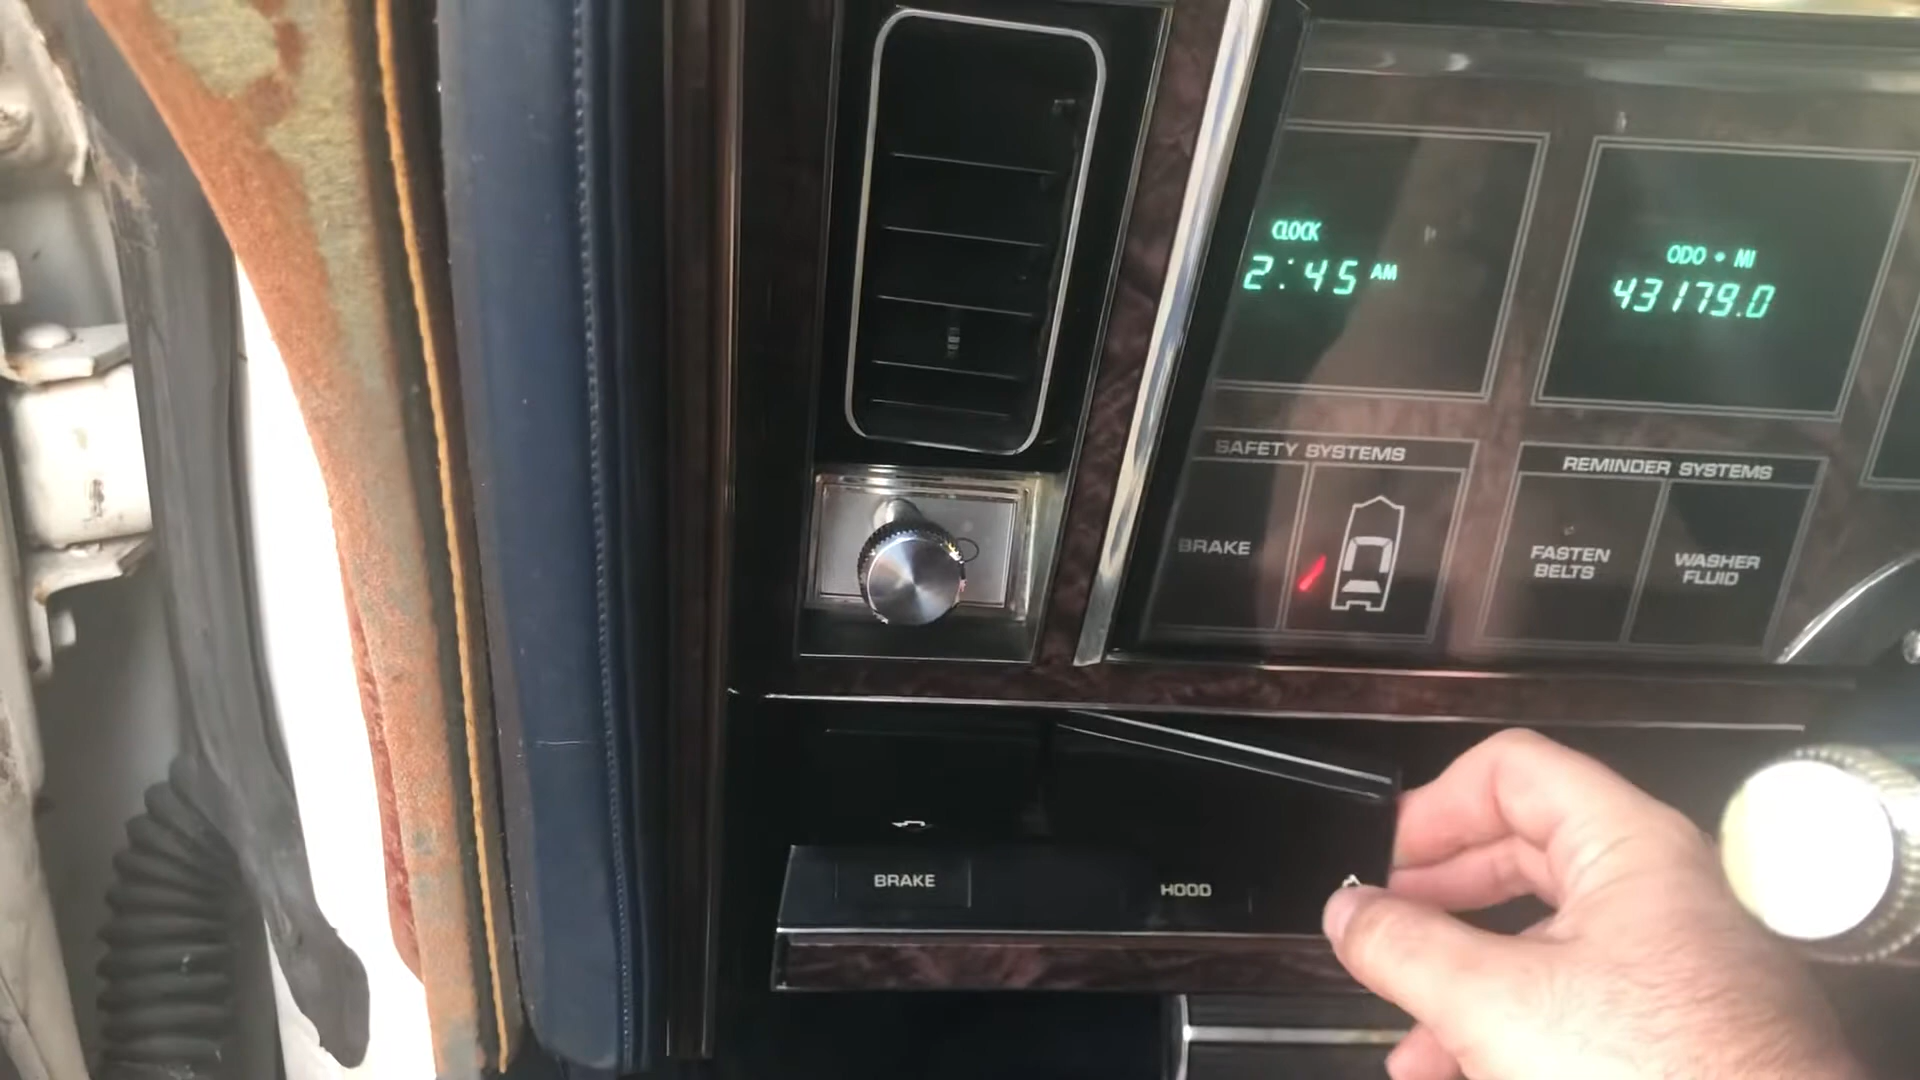 CLOCK
2:45 AM
ODO • MI
43179.0
SAFETY SYSTEMS
REMINDER SYSTEMS
BRAKE
FASTEN
BELTS
WASHER
FLUID
BRAKE
HOOD